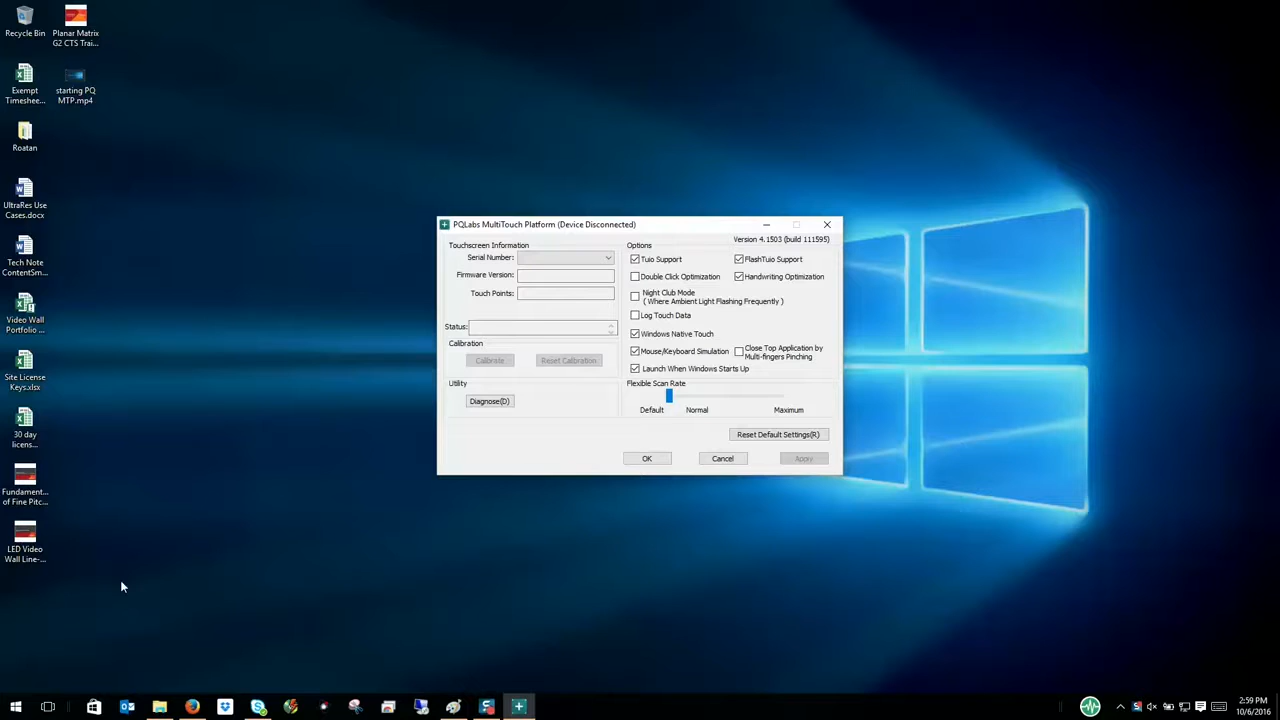 Recycle Bin
Planar Matrix
G2 CTS Trai...
Exempt
Timeshee...
starting PQ
MTP.mp4
Roatan
UltraRes Use
Cases.docx
Tech Note
ContentSm...
Video Wall
Portfolio ...
Site License
Keys.xlsx
30 day
licens...
Fundament...
of Fine Pitc...
LED Video
Wall Line-...
PQLabs MultiTouch Platform (Device Disconnected)
Version 4.1503 (build 111595)
Touchscreen Information
Serial Number:
Firmware Version:
Touch Points:
Status:
Calibration
Calibrate
Reset Calibration
Utility
Diagnose(D)
Options
Tuio Support
FlashTuio Support
Double Click Optimization
Handwriting Optimization
Night Club Mode
( Where Ambient Light Flashing Frequently )
Log Touch Data
Windows Native Touch
Mouse/Keyboard Simulation
Close Top Application by
Multi-fingers Pinching
Launch When Windows Starts Up
Flexible Scan Rate
Default
Normal
Maximum
Reset Default Settings(R)
OK
Cancel
Apply
2:59 PM
10/6/2016